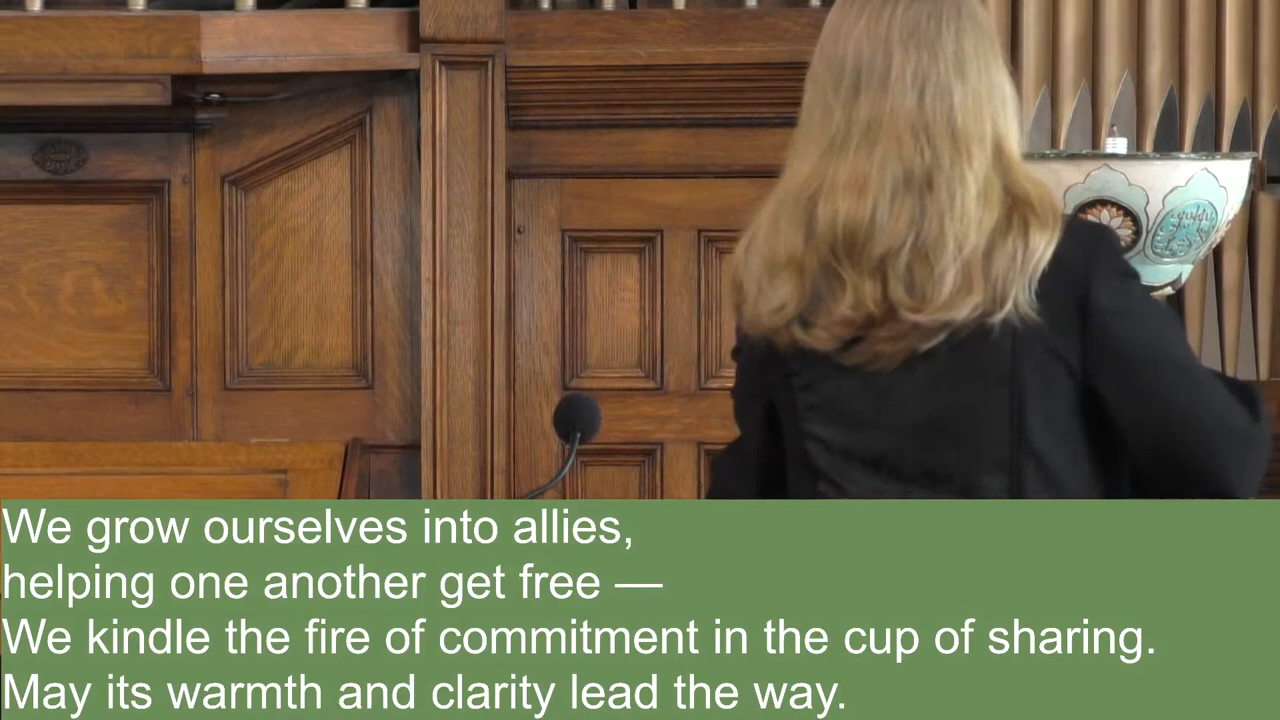 We grow ourselves into allies,
helping one another get free —
We kindle the fire of commitment in the cup of sharing.
May its warmth and clarity lead the way.